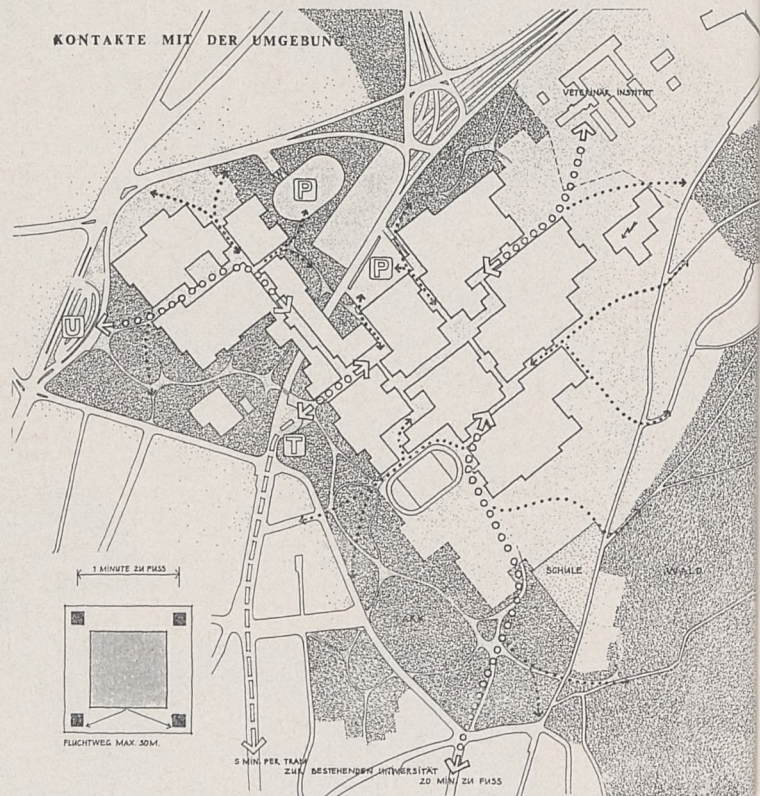 KONTAKTE MIT DER UMGEBUNG
VETERINÄR INSTITUT
P
P
U
T
1 MINUTE ZU FUSS
SCHULE
WALD
PARK
FLUCHTWEG MAX. 30M.
5 MIN. PER TRAM
ZUR BESTEHENDEN UNIVERSITÄT
20 MIN. ZU FUSS